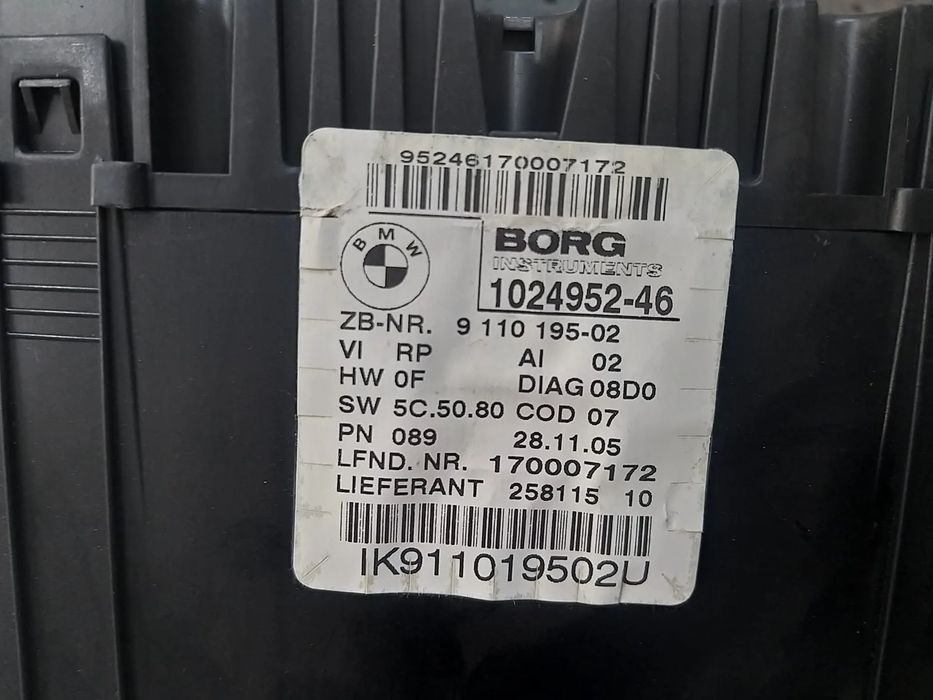 95246170007172
BMW
BORG
INSTRUMENTS
1024952-46
ZB-NR. 9 110 195-02
VI RP AI 02
HW 0F DIAG 08D0
SW 5C.50.80 COD 07
PN 089 28.11.05
LFND. NR. 170007172
LIEFERANT 258115 10
IK911019502U